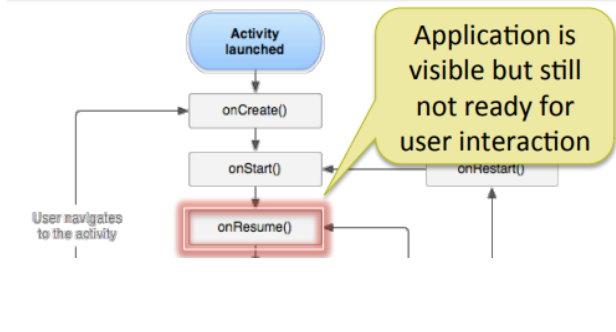 Activity
launched
Application is
visible but still
not ready for
user interaction
onCreate()
onStart()
onRestart()
User navigates
to the activity
onResume()